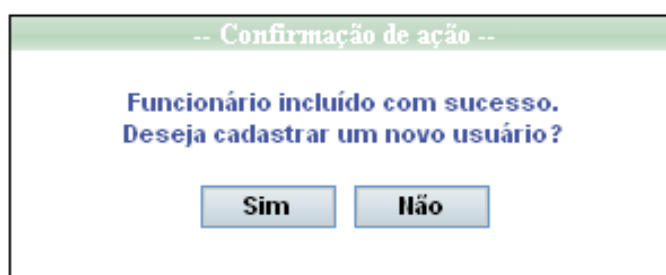 -- Confirmação de ação --
Funcionário incluído com sucesso.
Deseja cadastrar um novo usuário?
Sim Não